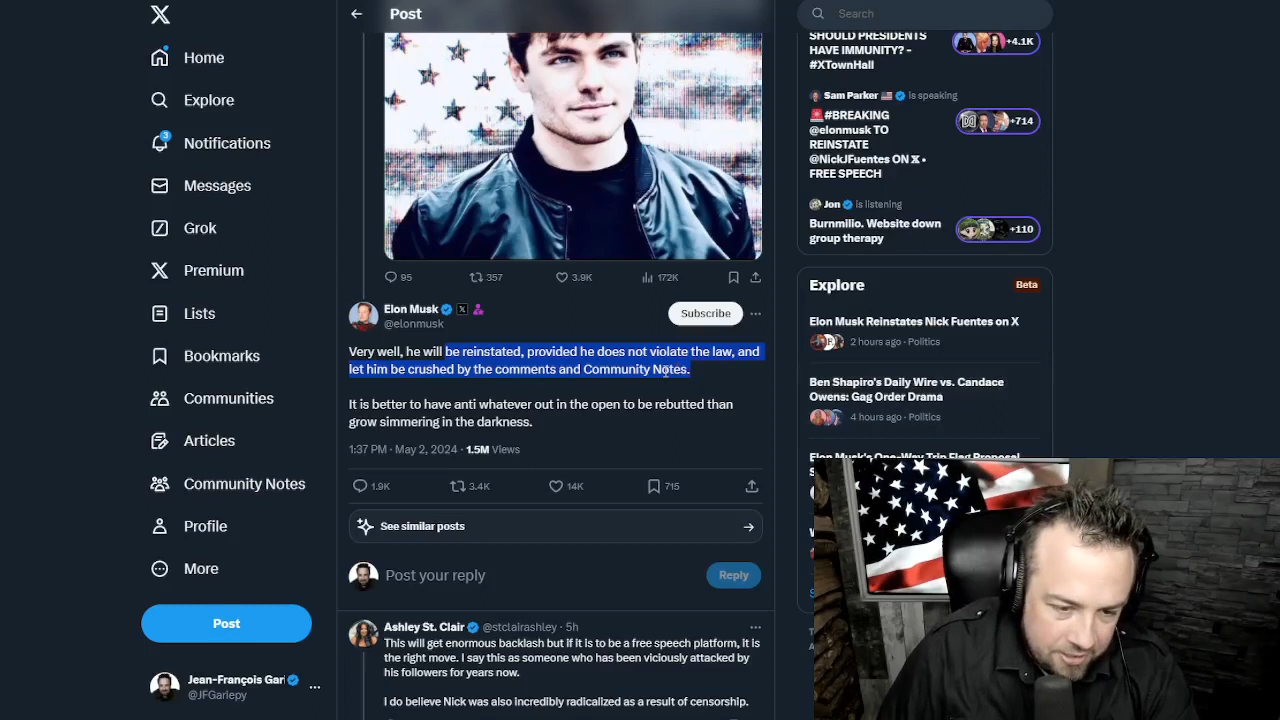 Post
Search
Home
Explore
3
Notifications
Messages
Grok
Premium
Lists
Bookmarks
Communities
Articles
Community Notes
Profile
More
Post
Jean-François Gari
@JFGariepy
95
357
3.9K
172K
Elon Musk
@elonmusk
Subscribe
Very well, he will be reinstated, provided he does not violate the law, and
let him be crushed by the comments and Community Notes.
It is better to have anti whatever out in the open to be rebutted than
grow simmering in the darkness.
1:37 PM · May 2, 2024 · 1.5M Views
1.9K
3.4K
14K
715
See similar posts
Post your reply
Reply
Ashley St. Clair @stclairashley · 5h
This will get enormous backlash but if it is to be a free speech platform, it is
the right move. I say this as someone who has been viciously attacked by
his followers for years now.
I do believe Nick was also incredibly radicalized as a result of censorship.
SHOULD PRESIDENTS
HAVE IMMUNITY? -
#XTownHall
+4.1K
Sam Parker is speaking
#BREAKING
@elonmusk TO
REINSTATE
@NickJFuentes ON X •
FREE SPEECH
+714
Jon is listening
Burnmilio. Website down
group therapy
+110
Explore
Beta
Elon Musk Reinstates Nick Fuentes on X
2 hours ago · Politics
Ben Shapiro's Daily Wire vs. Candace
Owens: Gag Order Drama
4 hours ago · Politics
Elon Musk's One-Way Trip Flag Proposal